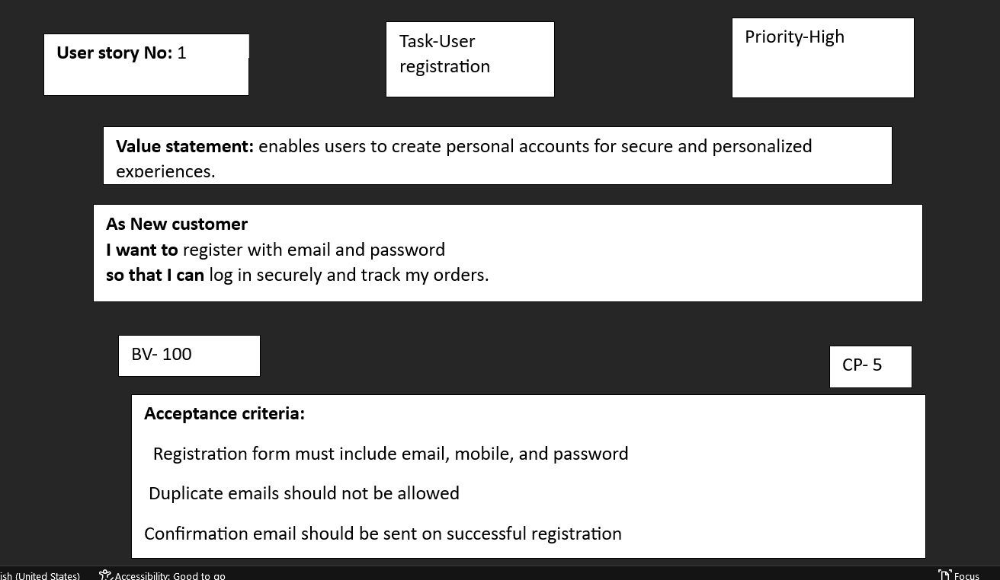 User story No: 1
Task-User
registration
Priority-High
Value statement: enables users to create personal accounts for secure and personalized
experiences.
As New customer
I want to register with email and password
so that I can log in securely and track my orders.
BV- 100
CP- 5
Acceptance criteria:
Registration form must include email, mobile, and password
Duplicate emails should not be allowed
Confirmation email should be sent on successful registration
ish (United States)
Accessibility: Good to go
Focus